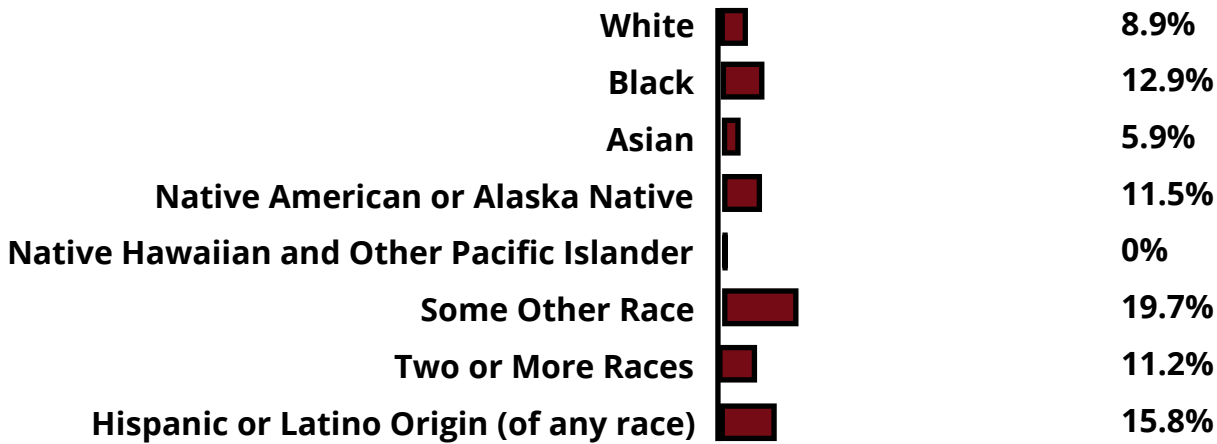 White 8.9%
Black 12.9%
Asian 5.9%
Native American or Alaska Native 11.5%
Native Hawaiian and Other Pacific Islander 0%
Some Other Race 19.7%
Two or More Races 11.2%
Hispanic or Latino Origin (of any race) 15.8%